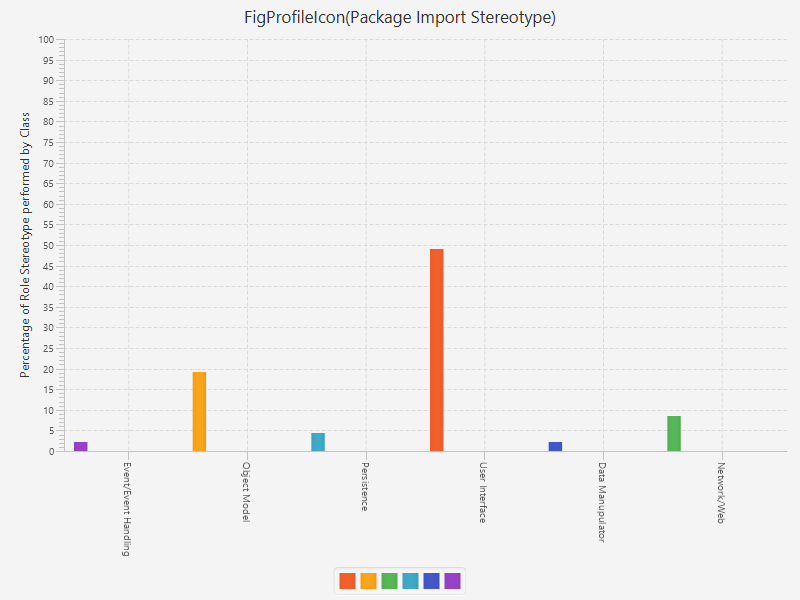 FigProfileIcon(Package Import Stereotype)
Percentage of Role Stereotype performed by Class
100
95
90
85
80
75
70
65
60
55
50
45
40
35
30
25
20
15
10
5
0
Event/Event Handling
Object Model
Persistence
User Interface
Data Manupulator
Network/Web